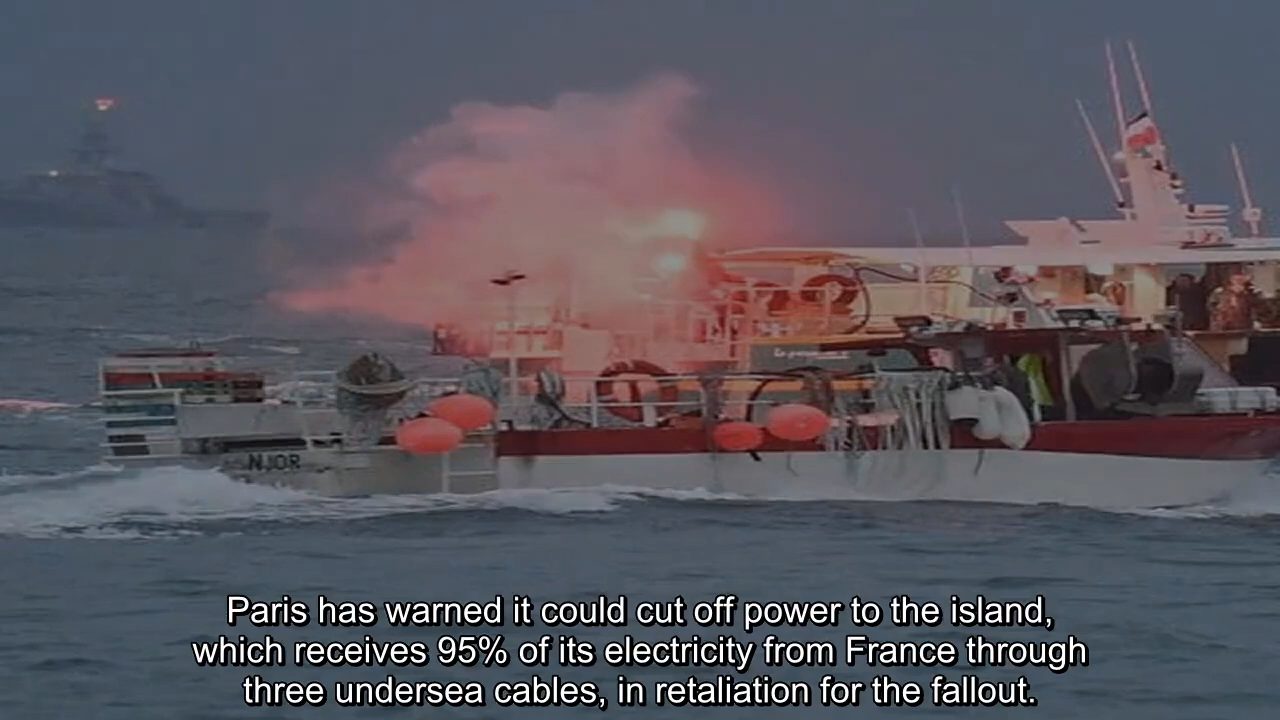 NJOR
Paris has warned it could cut off power to the island,
which receives 95% of its electricity from France through
three undersea cables, in retaliation for the fallout.